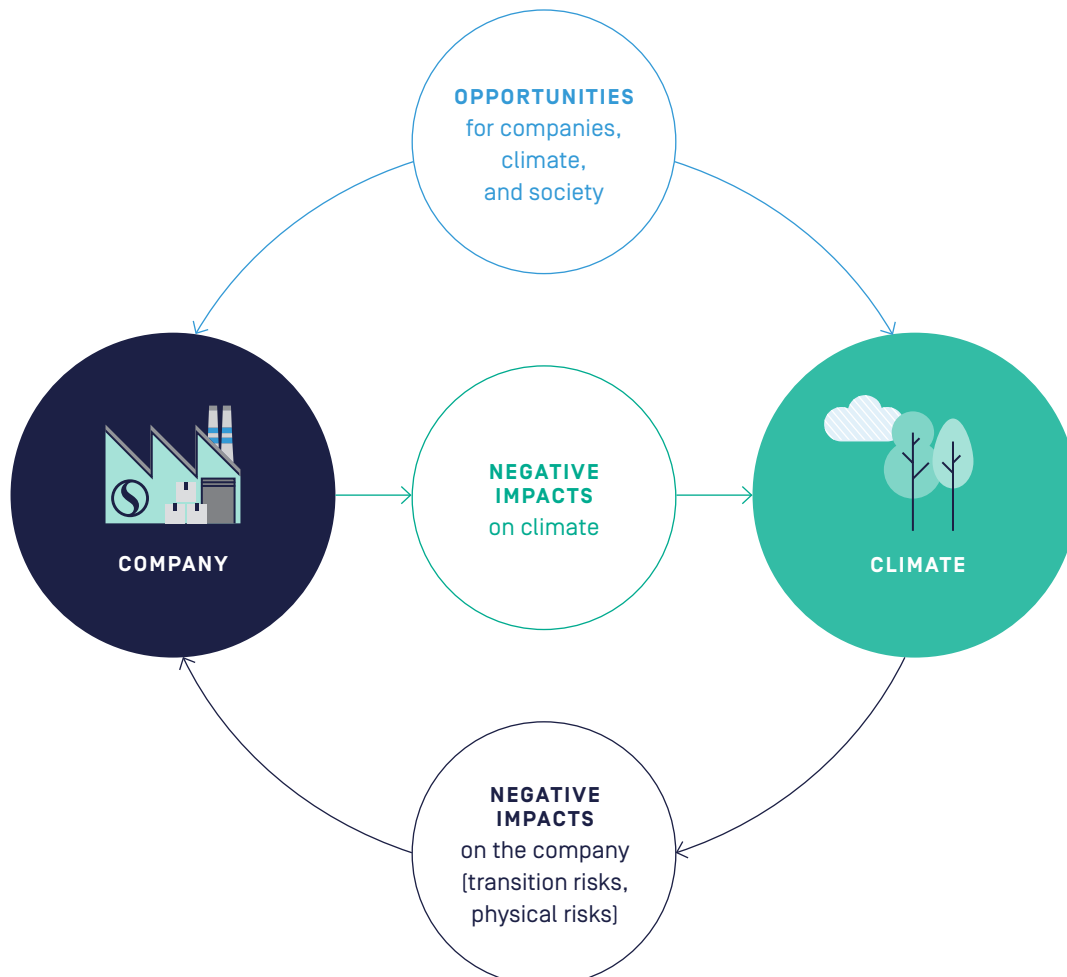 OPPORTUNITIES
for companies,
climate,
and society
COMPANY
NEGATIVE
IMPACTS
on climate
CLIMATE
NEGATIVE
IMPACTS
on the company
(transition risks,
physical risks)